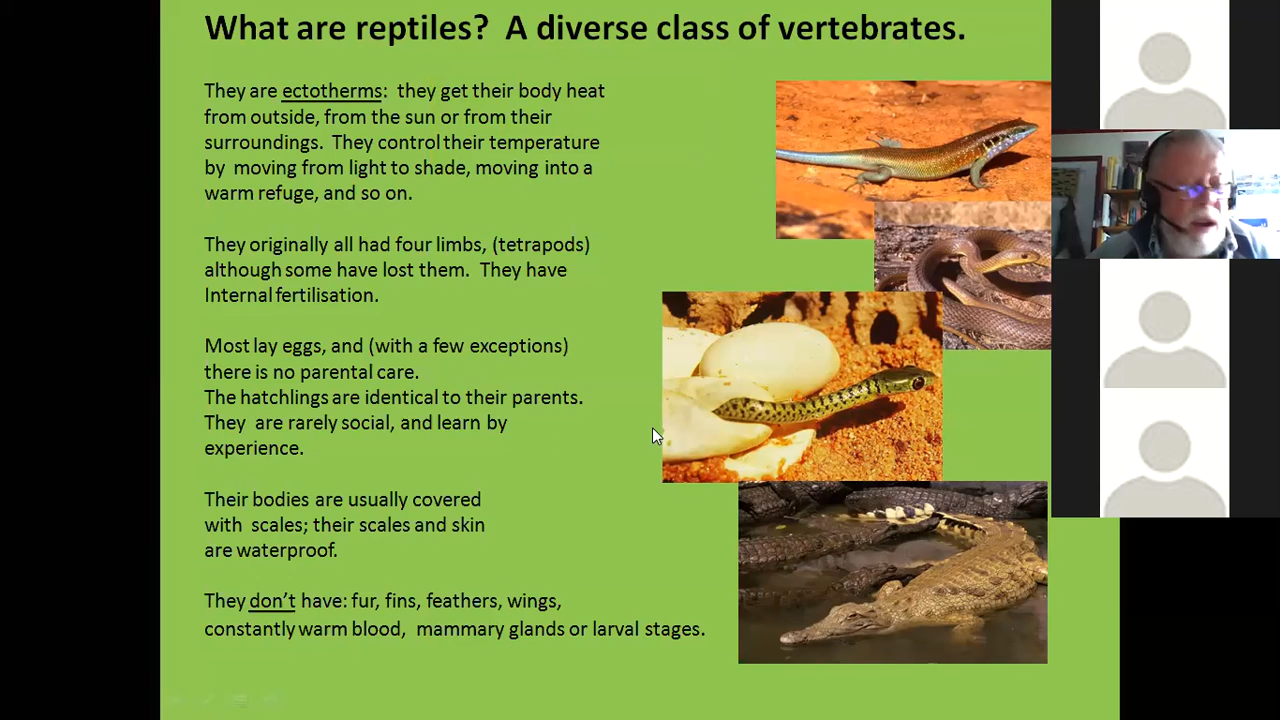 What are reptiles? A diverse class of vertebrates.
They are ectotherms: they get their body heat
from outside, from the sun or from their
surroundings. They control their temperature
by moving from light to shade, moving into a
warm refuge, and so on.
They originally all had four limbs, (tetrapods)
although some have lost them. They have
Internal fertilisation.
Most lay eggs, and (with a few exceptions)
there is no parental care.
The hatchlings are identical to their parents.
They are rarely social, and learn by
experience.
Their bodies are usually covered
with scales; their scales and skin
are waterproof.
They don't have: fur, fins, feathers, wings,
constantly warm blood, mammary glands or larval stages.